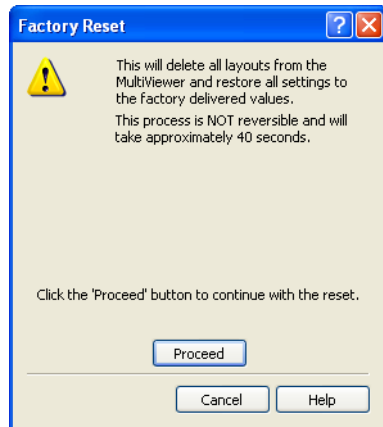 Factory Reset
This will delete all layouts from the
MultiViewer and restore all settings to
the factory delivered values.
This process is NOT reversible and will
take approximately 40 seconds.
Click the 'Proceed' button to continue with the reset.
Proceed
Cancel Help